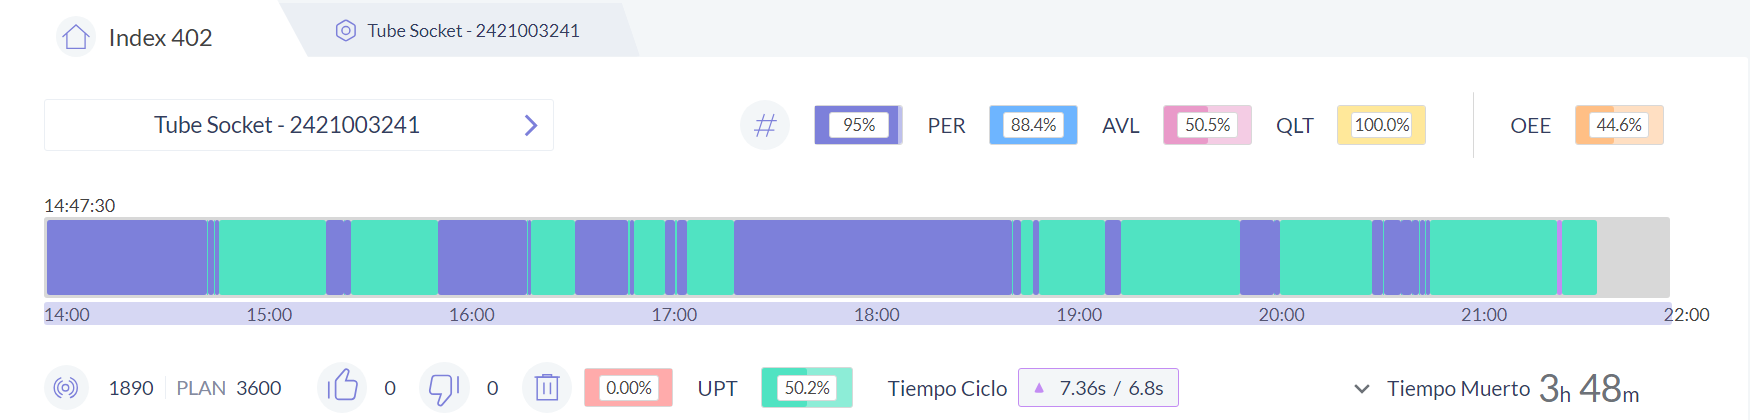 Index 402
Tube Socket - 2421003241
Tube Socket - 2421003241
# 95% PER 88.4% AVL 50.5% QLT 100.0% OEE 44.6%
14:47:30
14:00 15:00 16:00 17:00 18:00 19:00 20:00 21:00 22:00
1890 PLAN 3600 0 0 0.00% UPT 50.2% Tiempo Ciclo 7.36s / 6.8s Tiempo Muerto 3h 48m